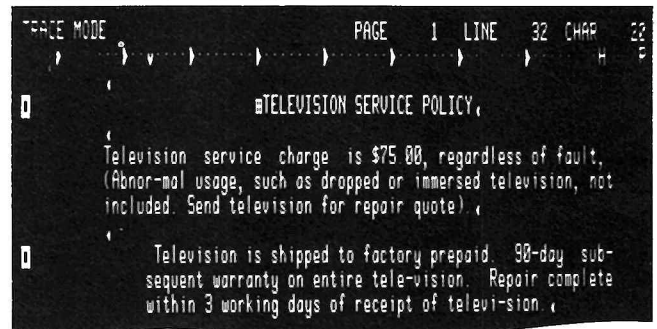 TRACE MODE PAGE 1 LINE 32 CHAR 22
H P
TELEVISION SERVICE POLICY
Television service charge is $75.00, regardless of fault,
(Abnor-mal usage, such as dropped or immersed television, not
included. Send television for repair quote)
Television is shipped to factory prepaid. 90-day sub-
sequent warranty on entire tele-vision. Repair complete
within 3 working days of receipt of televi-sion